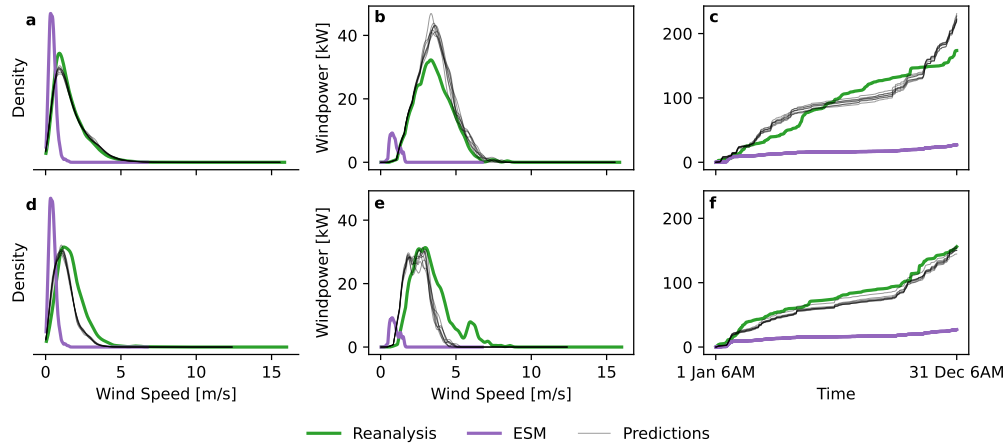 a
Density
b
Windpower [kW]
40
20
0
c
200
100
0
d
Density
0
5
10
15
Wind Speed [m/s]
e
Windpower [kW]
40
20
0
0
5
10
15
Wind Speed [m/s]
f
200
100
0
1 Jan 6AM
31 Dec 6AM
Time
Reanalysis
ESM
Predictions